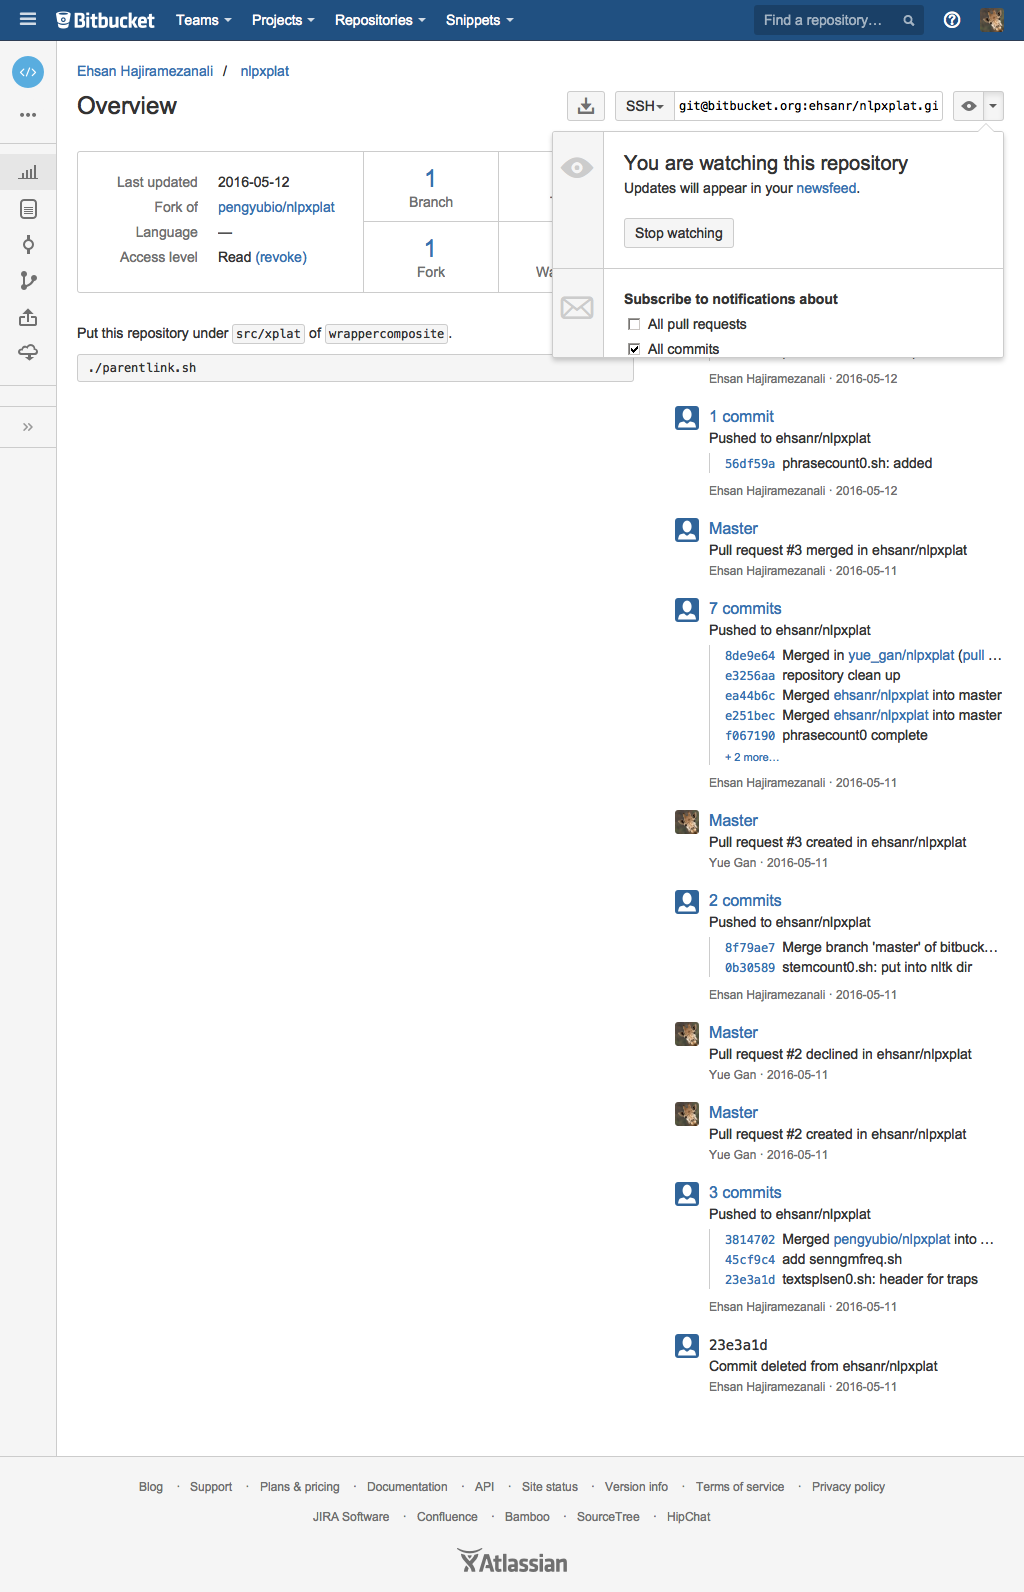 Bitbucket Teams Projects Repositories Snippets Find a repository...
Ehsan Hajiramezanali / nlpxplat
Overview
SSH git@bitbucket.org:ehsanr/nlpxplat.gi
You are watching this repository
Updates will appear in your newsfeed.
Stop watching
Subscribe to notifications about
All pull requests
All commits
Last updated 2016-05-12
Fork of pengyubio/nlpxplat
Language —
Access level Read (revoke)
1
Branch
1
Fork
Put this repository under src/xplat of wrappercomposite.
./parentlink.sh
Ehsan Hajiramezanali · 2016-05-12
1 commit
Pushed to ehsanr/nlpxplat
56df59a phrasecount0.sh: added
Ehsan Hajiramezanali · 2016-05-12
Master
Pull request #3 merged in ehsanr/nlpxplat
Ehsan Hajiramezanali · 2016-05-11
7 commits
Pushed to ehsanr/nlpxplat
8de9e64 Merged in yue_gan/nlpxplat (pull ...
e3256aa repository clean up
ea44b6c Merged ehsanr/nlpxplat into master
e251bec Merged ehsanr/nlpxplat into master
f067190 phrasecount0 complete
+ 2 more...
Ehsan Hajiramezanali · 2016-05-11
Master
Pull request #3 created in ehsanr/nlpxplat
Yue Gan · 2016-05-11
2 commits
Pushed to ehsanr/nlpxplat
8f79ae7 Merge branch 'master' of bitbuck...
0b30589 stemcount0.sh: put into nltk dir
Ehsan Hajiramezanali · 2016-05-11
Master
Pull request #2 declined in ehsanr/nlpxplat
Yue Gan · 2016-05-11
Master
Pull request #2 created in ehsanr/nlpxplat
Yue Gan · 2016-05-11
3 commits
Pushed to ehsanr/nlpxplat
3814702 Merged pengyubio/nlpxplat into ...
45cf9c4 add senngmfreq.sh
23e3a1d textsplsen0.sh: header for traps
Ehsan Hajiramezanali · 2016-05-11
23e3a1d
Commit deleted from ehsanr/nlpxplat
Ehsan Hajiramezanali · 2016-05-11
Blog · Support · Plans & pricing · Documentation · API · Site status · Version info · Terms of service · Privacy policy
JIRA Software · Confluence · Bamboo · SourceTree · HipChat
Atlassian